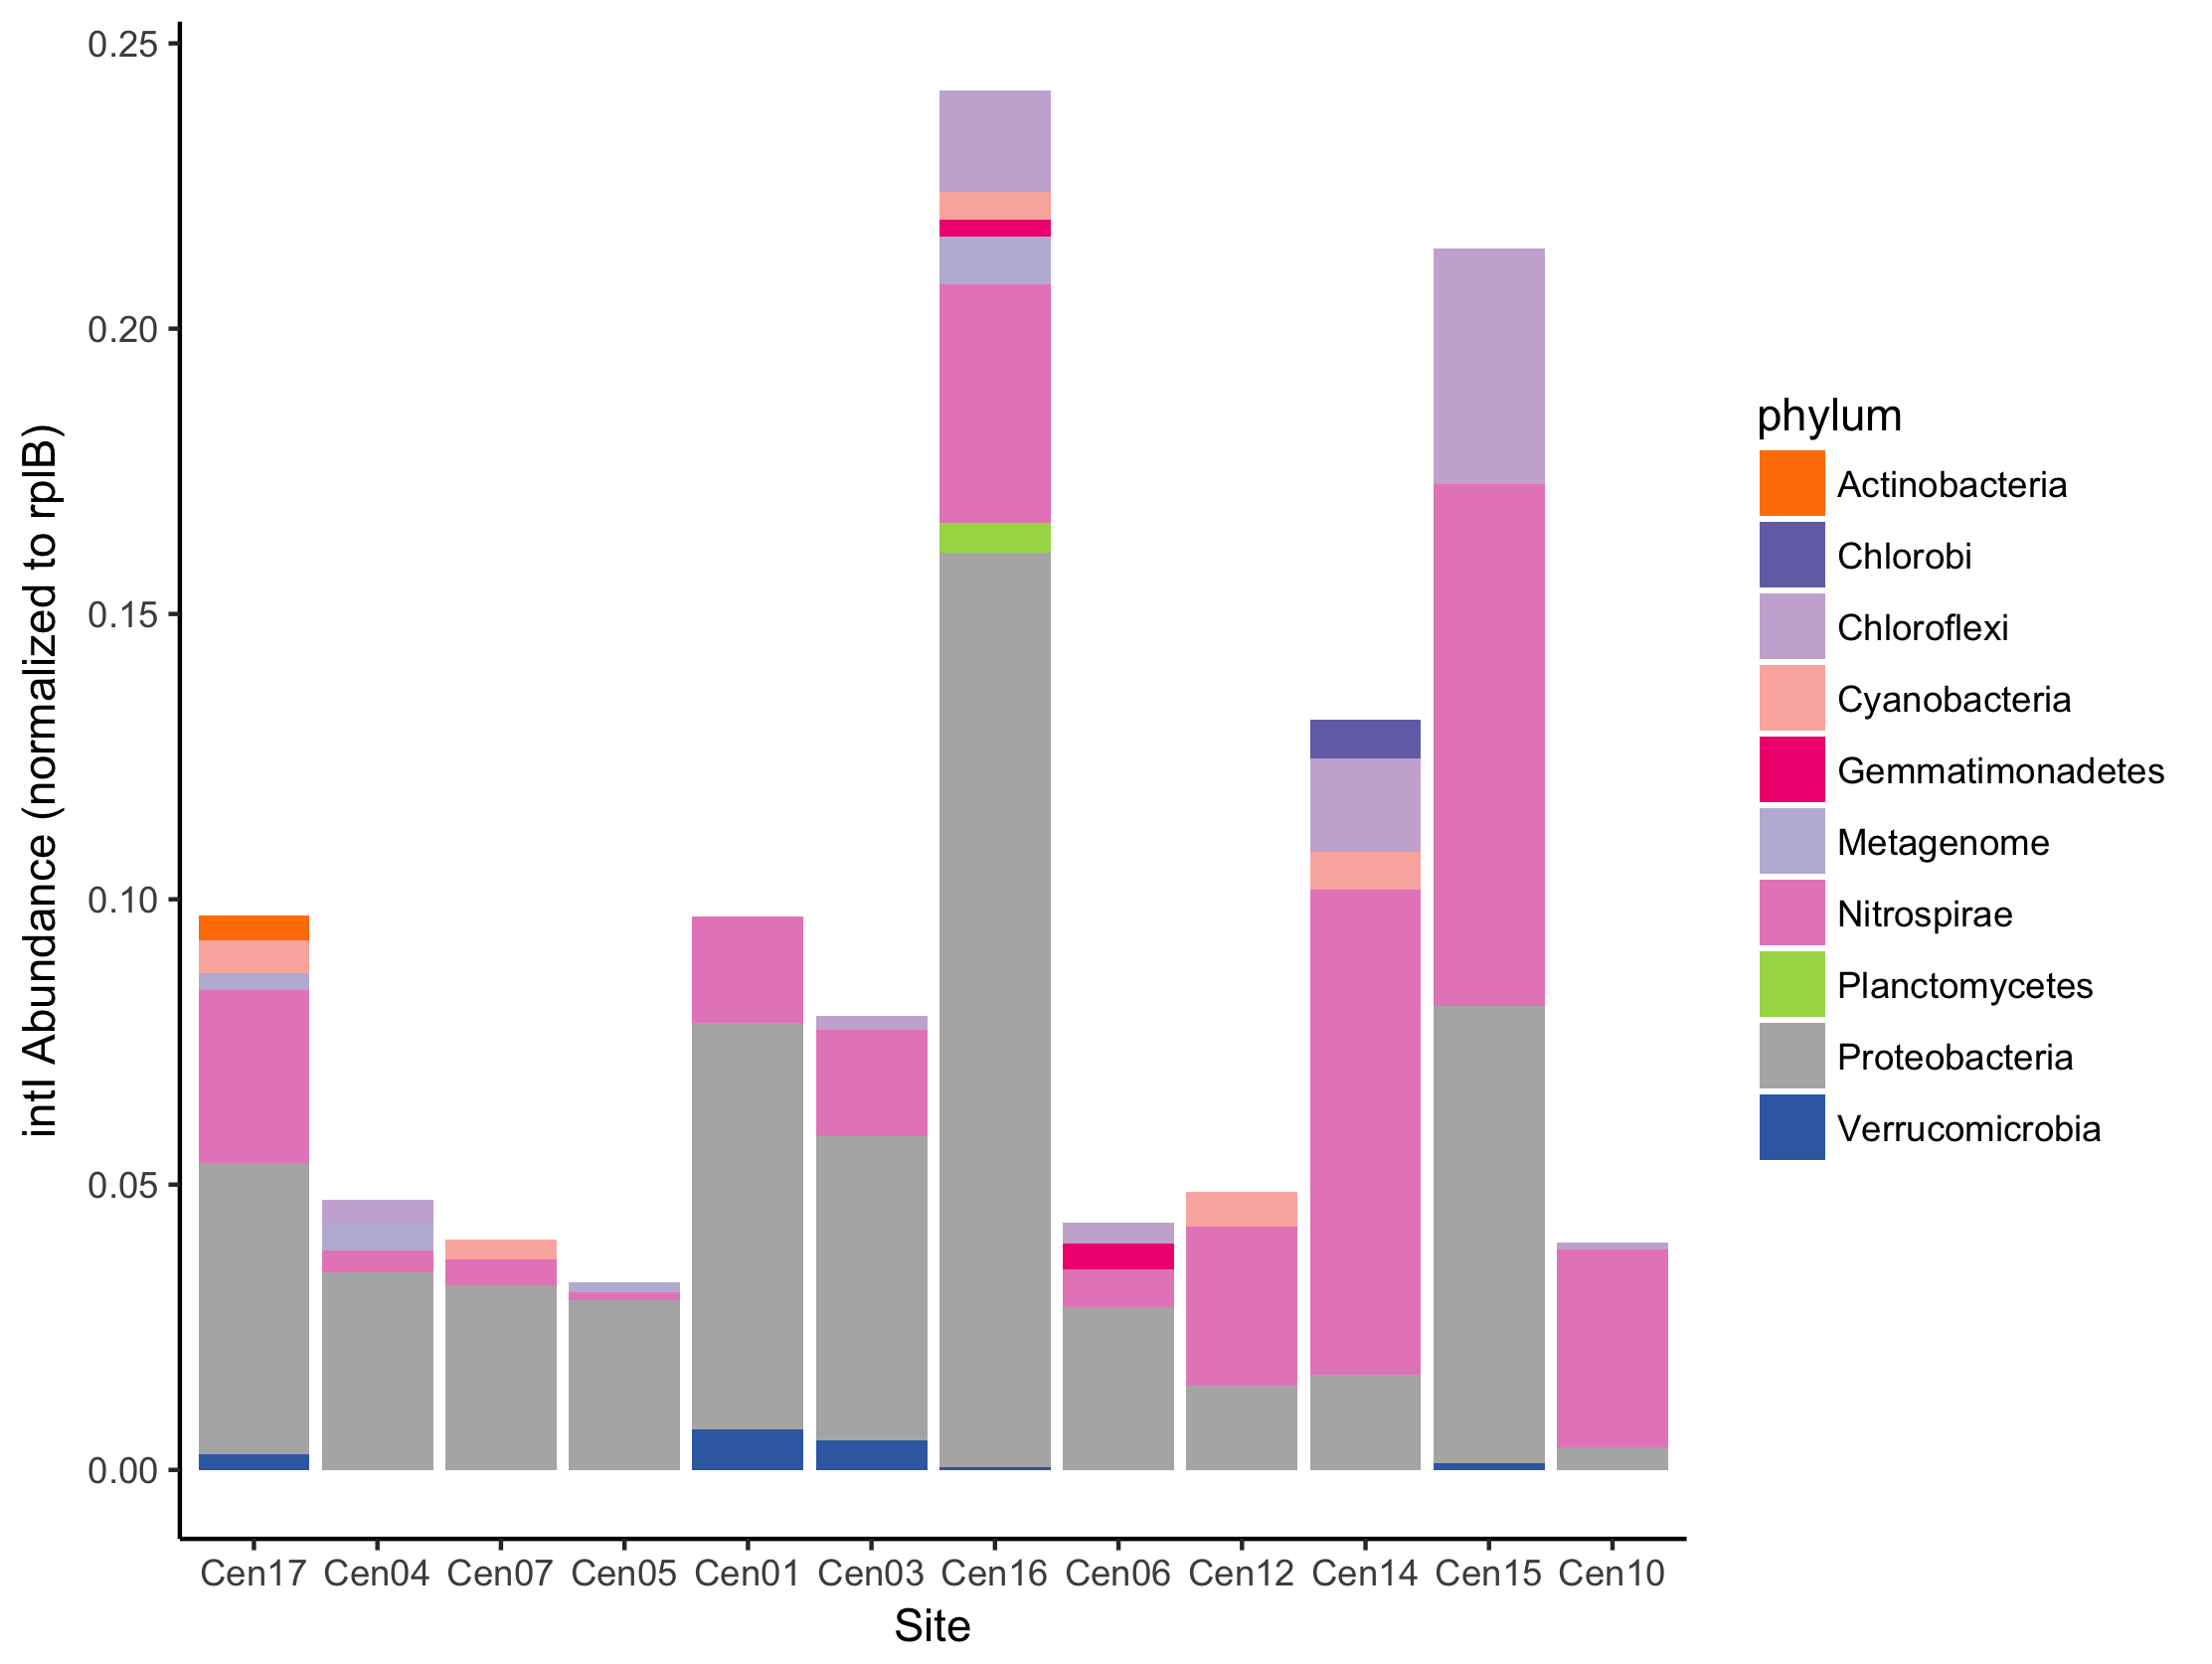 0.25
0.20
0.15
0.10
0.05
0.00
intI Abundance (normalized to rplB)
Cen17 Cen04 Cen07 Cen05 Cen01 Cen03 Cen16 Cen06 Cen12 Cen14 Cen15 Cen10
Site
phylum
Actinobacteria
Chlorobi
Chloroflexi
Cyanobacteria
Gemmatimonadetes
Metagenome
Nitrospirae
Planctomycetes
Proteobacteria
Verrucomicrobia